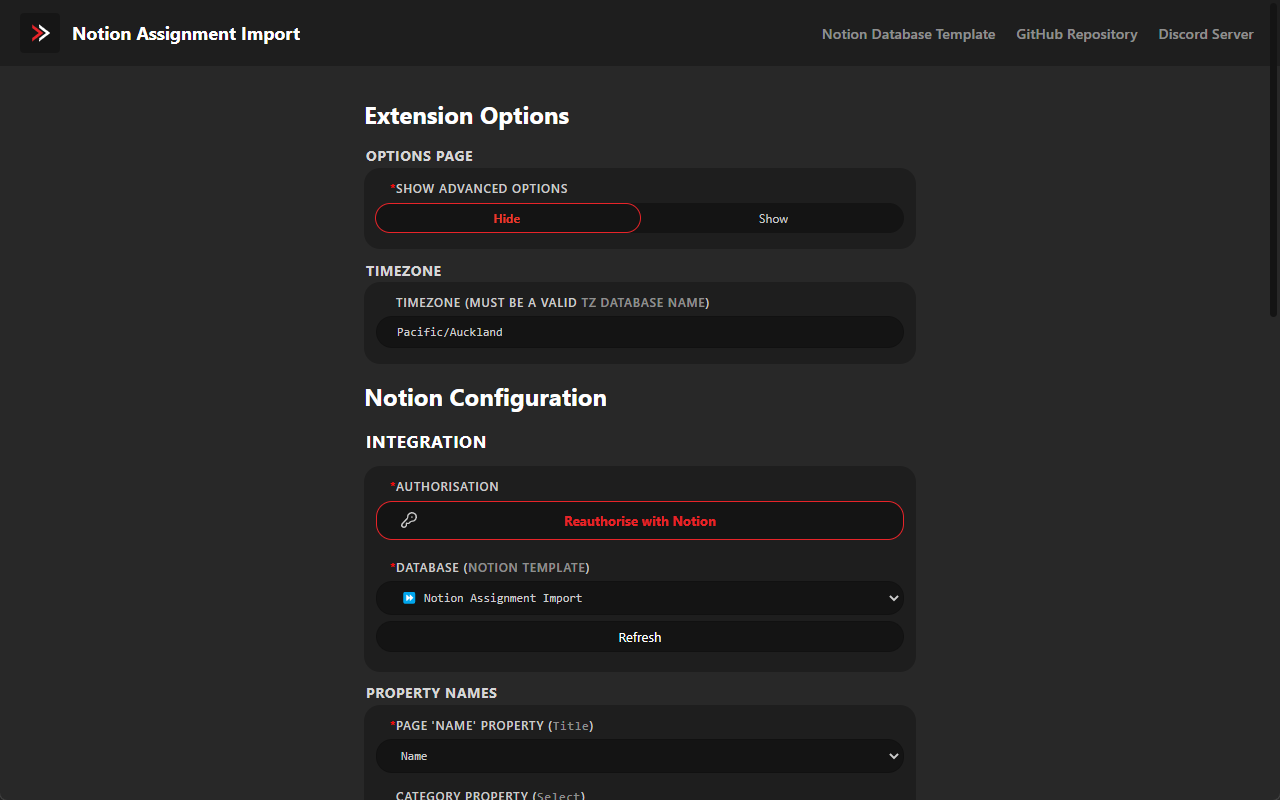 Notion Assignment Import
Notion Database Template
GitHub Repository
Discord Server
Extension Options
OPTIONS PAGE
*SHOW ADVANCED OPTIONS
Hide
Show
TIMEZONE
TIMEZONE (MUST BE A VALID TZ DATABASE NAME)
Pacific/Auckland
Notion Configuration
INTEGRATION
*AUTHORISATION
Reauthorise with Notion
*DATABASE (NOTION TEMPLATE)
⏩ Notion Assignment Import
Refresh
PROPERTY NAMES
*PAGE 'NAME' PROPERTY (Title)
Name
CATEGORY PROPERTY (Select)